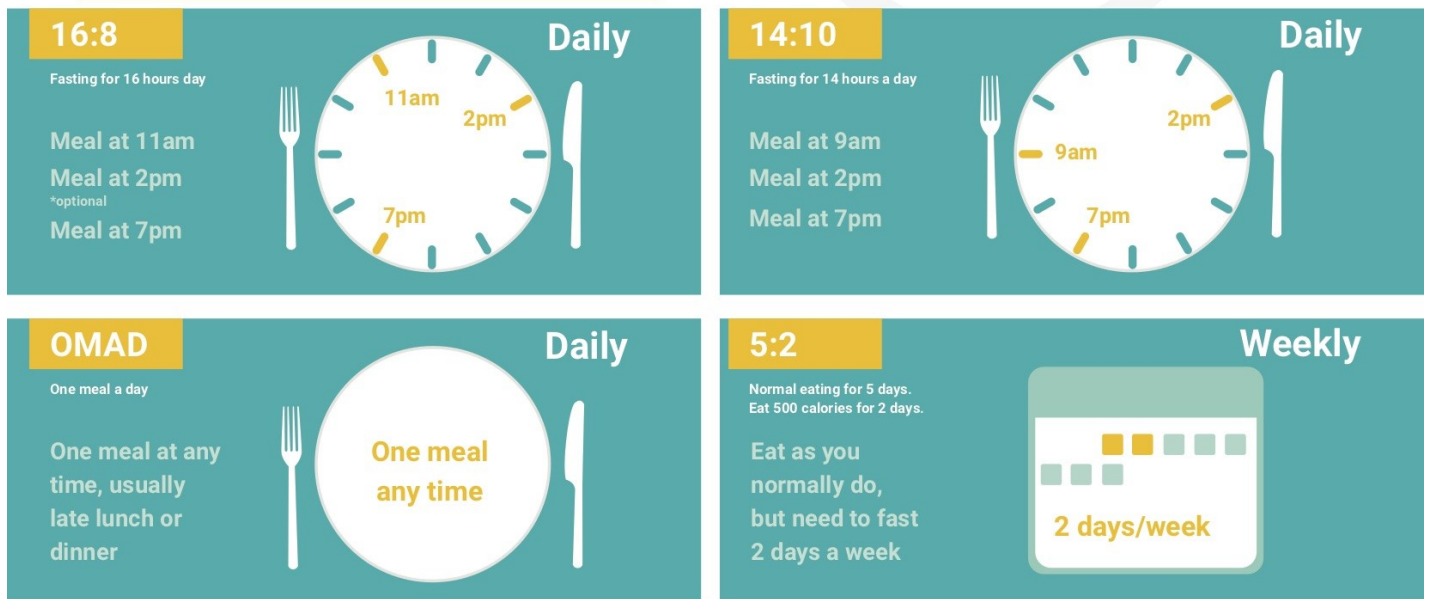 16:8
Daily
Fasting for 16 hours day
Meal at 11am
Meal at 2pm
*optional
Meal at 7pm
11am
2pm
7pm
14:10
Daily
Fasting for 14 hours a day
Meal at 9am
Meal at 2pm
Meal at 7pm
2pm
9am
7pm
OMAD
Daily
One meal a day
One meal at any
time, usually
late lunch or
dinner
One meal
any time
5:2
Weekly
Normal eating for 5 days.
Eat 500 calories for 2 days.
Eat as you
normally do,
but need to fast
2 days a week
2 days/week